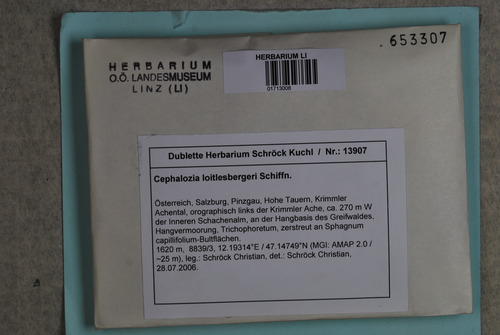 . 653307
HERBARIUM
O.Ö. LANDESMUSEUM
LINZ (LI)
HERBARIUM LI
01713008
Dublette Herbarium Schröck Kuchl / Nr.: 13907
Cephalozia loitlesbergeri Schiffn.
Österreich, Salzburg, Pinzgau, Hohe Tauern, Krimmler
Achental, orographisch links der Krimmler Ache, ca. 270 m W
der Inneren Schachenalm, an der Hangbasis des Greifwaldes,
Hangvermoorung, Trichophoretum, zerstreut an Sphagnum
capillifolium-Bultflächen.
1620 m, 8839/3, 12.19314°E / 47.14749°N (MGI: AMAP 2.0 /
~25 m), leg.: Schröck Christian, det.: Schröck Christian,
28.07.2006.